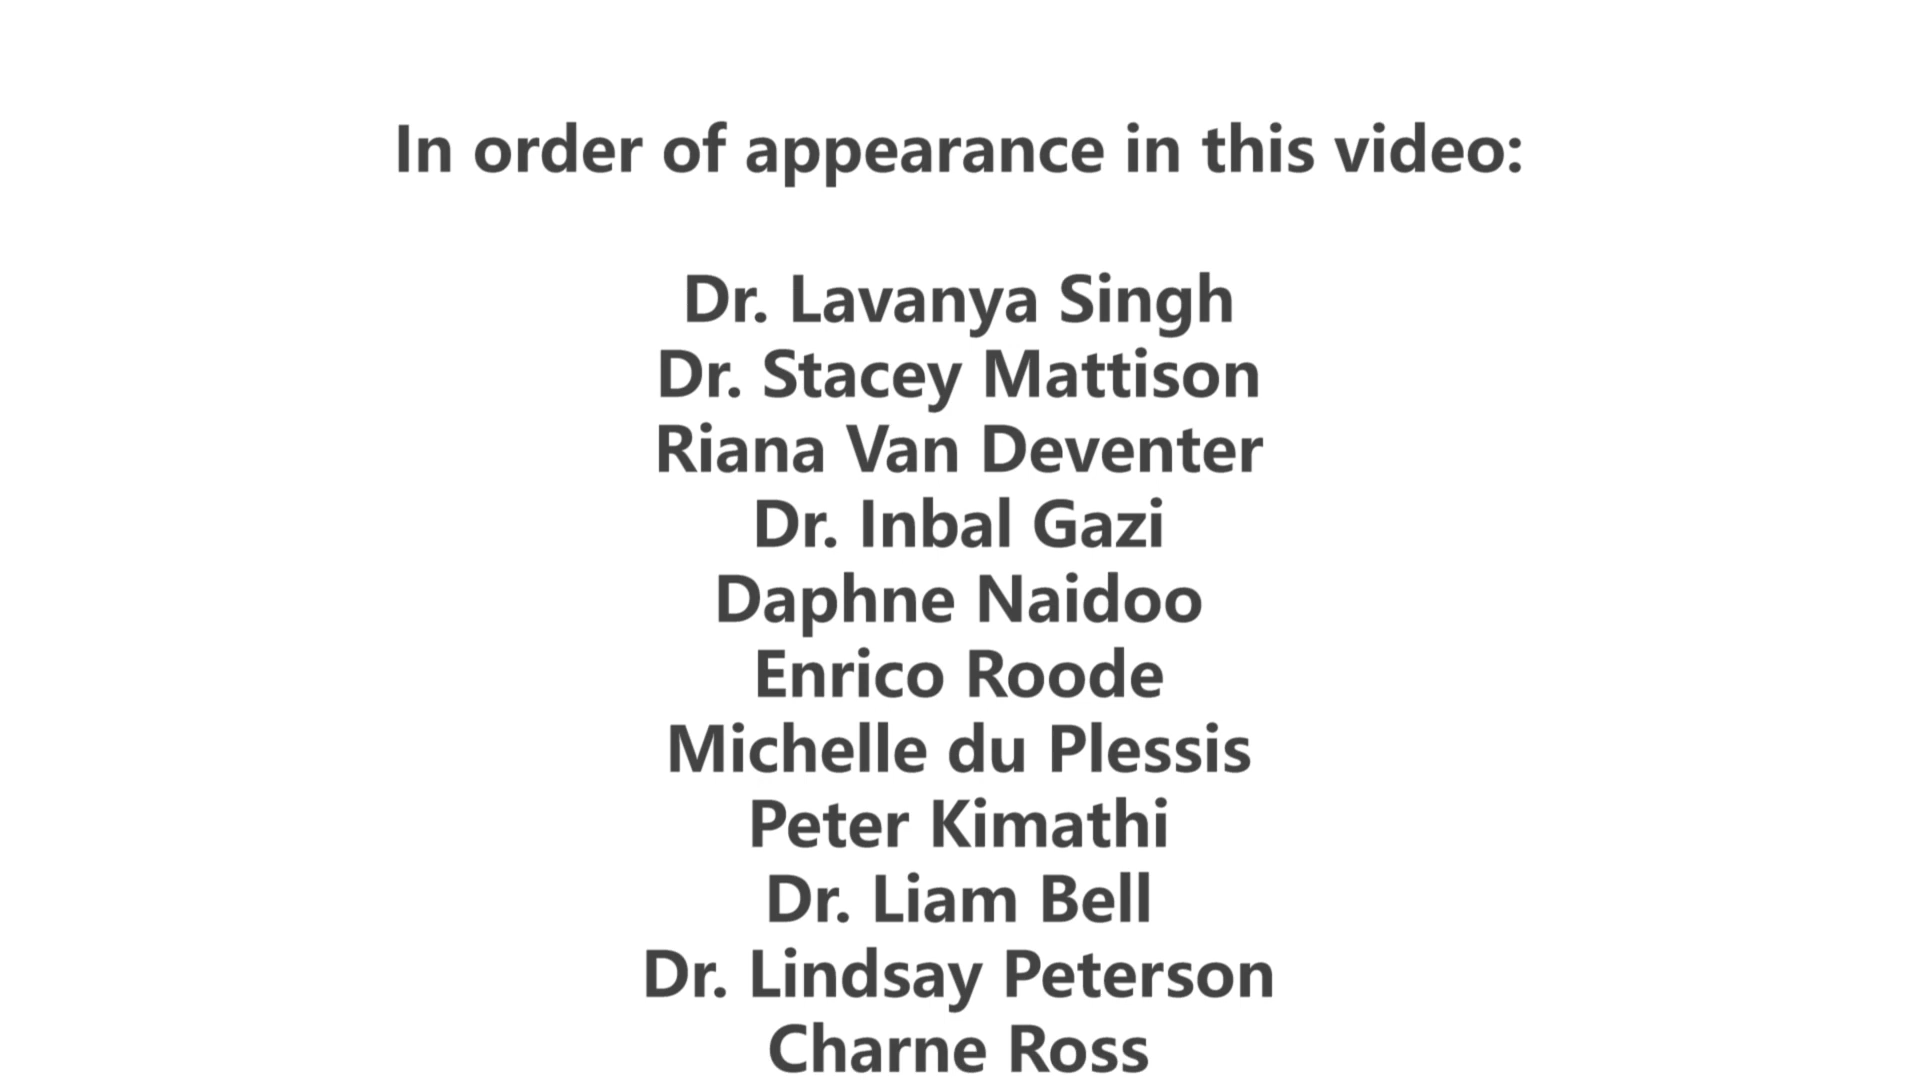 In order of appearance in this video:
Dr. Lavanya Singh
Dr. Stacey Mattison
Riana Van Deventer
Dr. Inbal Gazi
Daphne Naidoo
Enrico Roode
Michelle du Plessis
Peter Kimathi
Dr. Liam Bell
Dr. Lindsay Peterson
Charne Ross